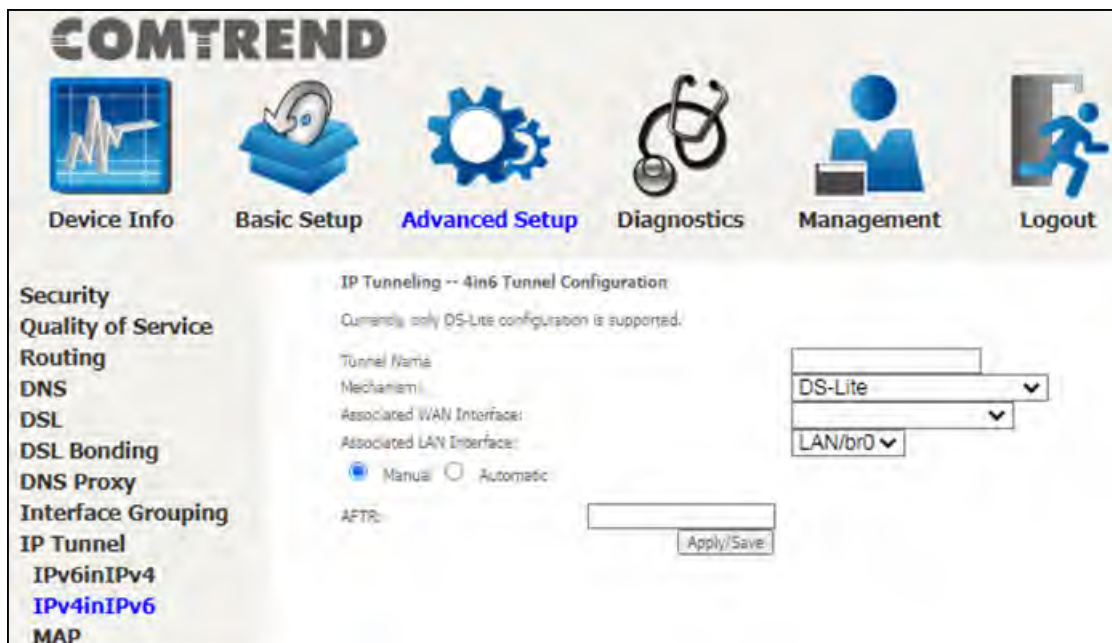 COMTREND
Device Info
Basic Setup
Advanced Setup
Diagnostics
Management
Logout
Security
Quality of Service
Routing
DNS
DSL
DSL Bonding
DNS Proxy
Interface Grouping
IP Tunnel
IPv6inIPv4
IPv4inIPv6
MAP
IP Tunneling -- 4in6 Tunnel Configuration
Currently, only DS-Lite configuration is supported.
Tunnel Name
Mechanism: DS-Lite
Associated WAN Interface:
Associated LAN Interface: LAN/br0
Manual Automatic
AFTR:
Apply/Save